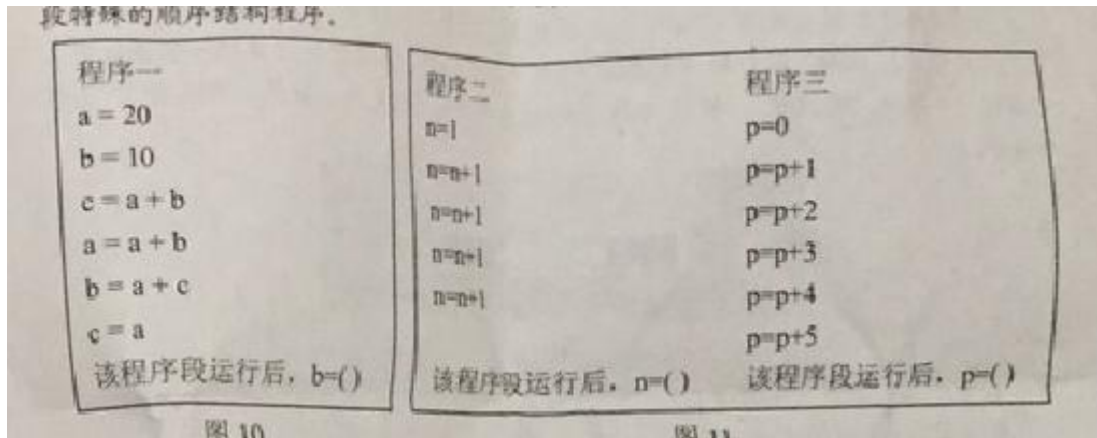 段特殊的顺序结构程序。
程序一
a = 20
b = 10
c = a + b
a = a + b
b = a + c
c = a
该程序段运行后，b=()
图 10
程序二
n=1
n=n+1
n=n+1
n=n+1
n=n+1
该程序段运行后，n=()
程序三
p=0
p=p+1
p=p+2
p=p+3
p=p+4
p=p+5
该程序段运行后，p=()
图 11